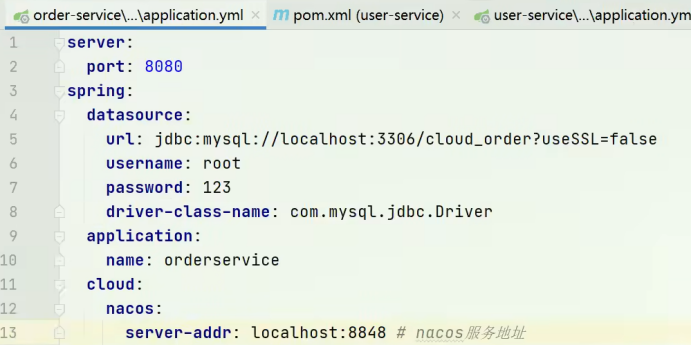 order-service\...\application.yml × pom.xml (user-service) × user-service\...\application.ym
1 server:
2   port: 8080
3 spring:
4   datasource:
5     url: jdbc:mysql://localhost:3306/cloud_order?useSSL=false
6     username: root
7     password: 123
8     driver-class-name: com.mysql.jdbc.Driver
9   application:
10     name: orderservice
11   cloud:
12     nacos:
13       server-addr: localhost:8848 # nacos服务地址